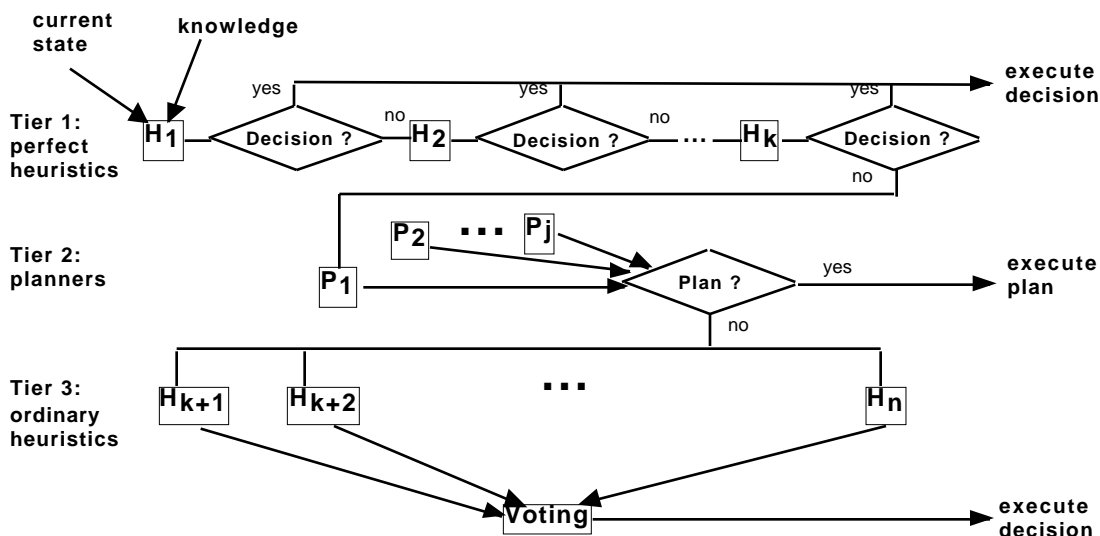 current
state
knowledge
yes
yes
yes
execute
decision
Tier 1:
perfect
heuristics
H1
Decision ?
no
H2
Decision ?
no
...
Hk
Decision ?
no
Tier 2:
planners
P1
P2
...
Pj
Plan ?
yes
execute
plan
no
Tier 3:
ordinary
heuristics
Hk+1
Hk+2
...
Hn
Voting
execute
decision